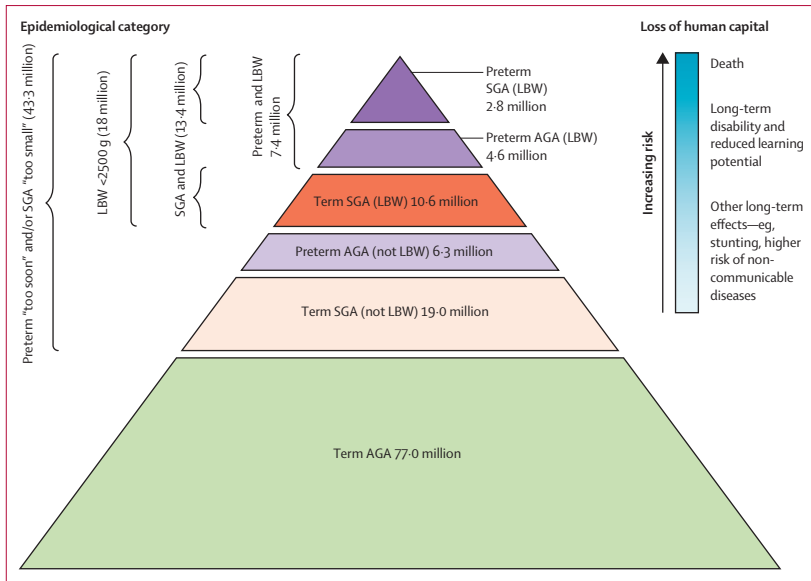 Epidemiological category
Loss of human capital
Preterm “too soon” and/or SGA “too small” (43·3 million)
LBW <2500 g (18 million)
SGA and LBW (13·4 million)
Preterm and LBW
7·4 million
Preterm
SGA (LBW)
2·8 million
Preterm AGA (LBW)
4·6 million
Term SGA (LBW) 10·6 million
Preterm AGA (not LBW) 6·3 million
Term SGA (not LBW) 19·0 million
Term AGA 77·0 million
Increasing risk
Death
Long-term
disability and
reduced learning
potential
Other long-term
effects—eg,
stunting, higher
risk of non-
communicable
diseases